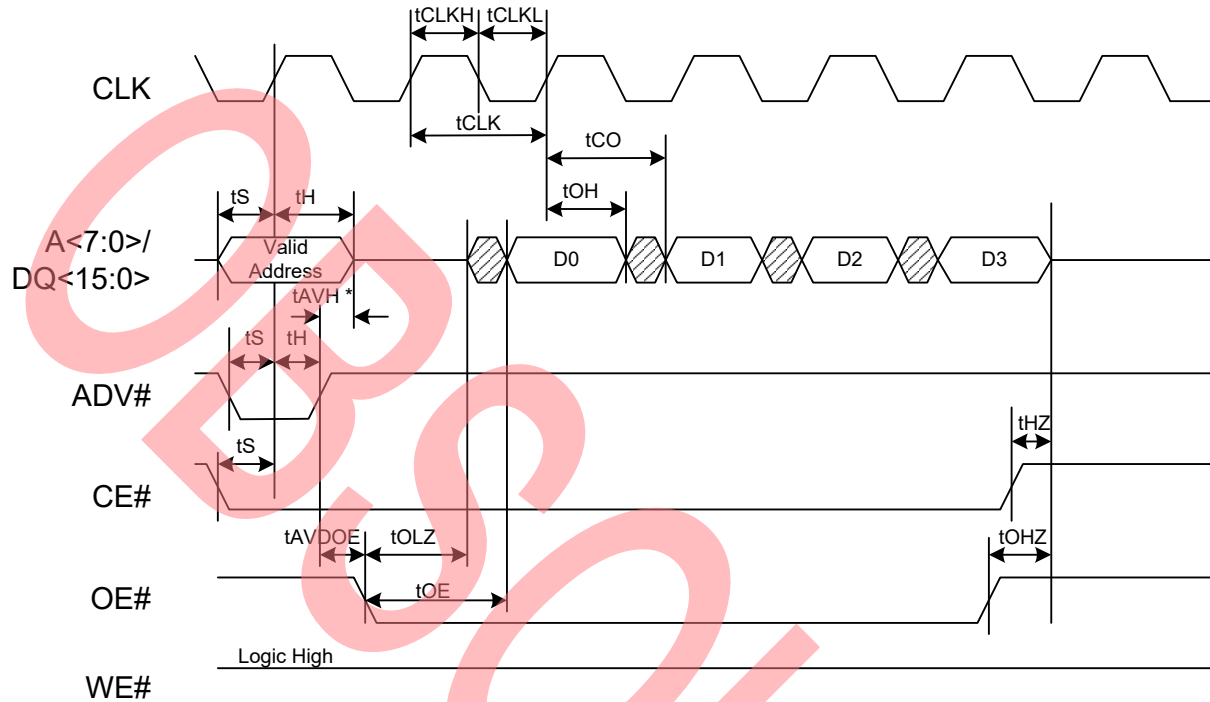 tCLKH tCLKL
CLK
tCLK
tCO
tOH
tS tH
A<7:0>/
DQ<15:0>
Valid
Address
D0 D1 D2 D3
tAVH *
tS tH
ADV#
tHZ
tS
CE#
tAVDOE tOLZ tOHZ
tOE
OE#
Logic High
WE#
OBSO